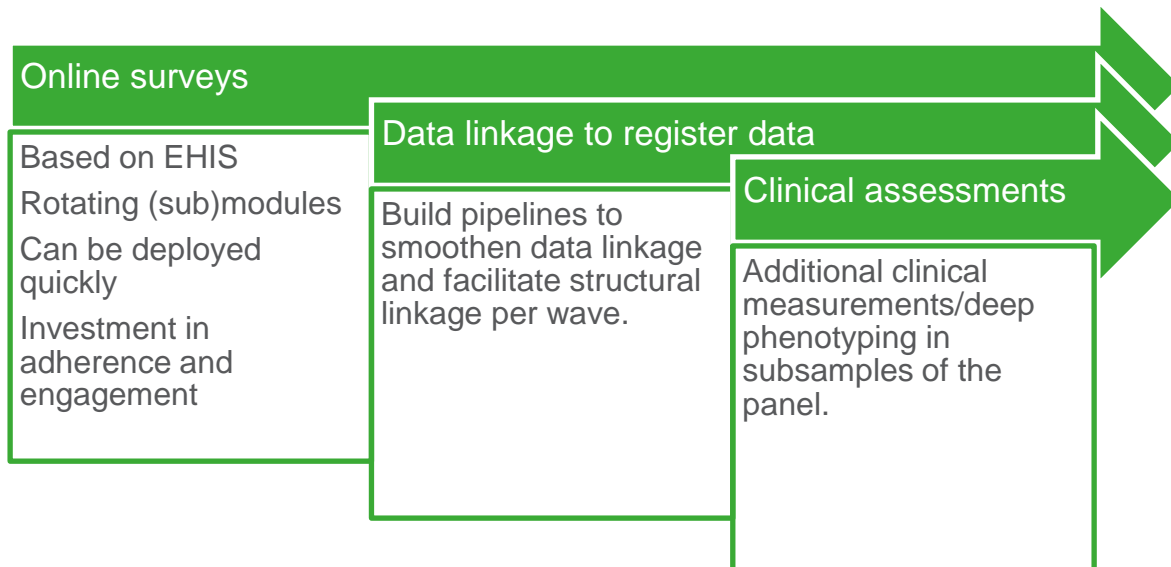 Online surveys
Based on EHIS
Rotating (sub)modules
Can be deployed
quickly
Investment in
adherence and
engagement
Data linkage to register data
Build pipelines to
smoothen data linkage
and facilitate structural
linkage per wave.
Clinical assessments
Additional clinical
measurements/deep
phenotyping in
subsamples of the
panel.